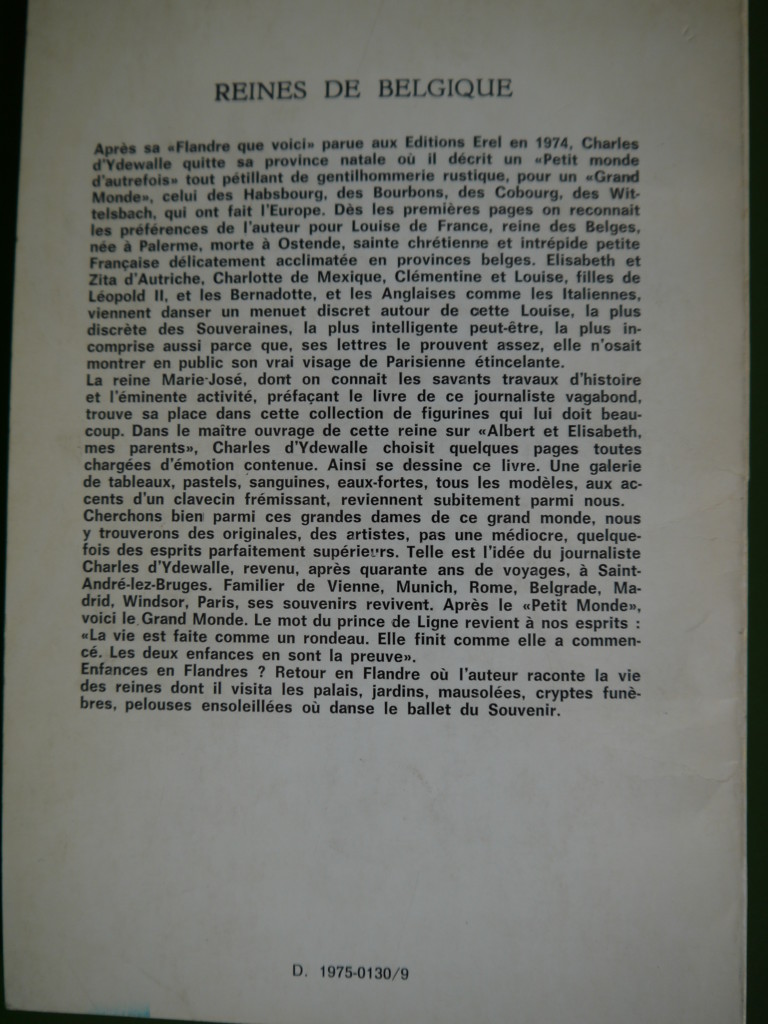 REINES DE BELGIQUE
Après sa «Flandre que voici» parue aux Editions Erel en 1974, Charles
d'Ydewalle quitte sa province natale où il décrit un «Petit monde
d'autrefois» tout pétillant de gentilhommerie rustique, pour un «Grand
Monde», celui des Habsbourg, des Bourbons, des Cobourg, des Wit-
telsbach, qui ont fait l'Europe. Dès les premières pages on reconnait
les préférences de l'auteur pour Louise de France, reine des Belges,
née à Palerme, morte à Ostende, sainte chrétienne et intrépide petite
Française délicatement acclimatée en provinces belges. Elisabeth et
Zita d'Autriche, Charlotte de Mexique, Clémentine et Louise, filles de
Léopold II, et les Bernadotte, et les Anglaises comme les Italiennes,
viennent danser un menuet discret autour de cette Louise, la plus
discrète des Souveraines, la plus intelligente peut-être, la plus in-
comprise aussi parce que, ses lettres le prouvent assez, elle n'osait
montrer en public son vrai visage de Parisienne étincelante.
La reine Marie-José, dont on connait les savants travaux d'histoire
et l'éminente activité, préfaçant le livre de ce journaliste vagabond,
trouve sa place dans cette collection de figurines qui lui doit beau-
coup. Dans le maître ouvrage de cette reine sur «Albert et Elisabeth,
mes parents», Charles d'Ydewalle choisit quelques pages toutes
chargées d'émotion contenue. Ainsi se dessine ce livre. Une galerie
de tableaux, pastels, sanguines, eaux-fortes, tous les modèles, aux ac-
cents d'un clavecin frémissant, reviennent subitement parmi nous.
Cherchons bien parmi ces grandes dames de ce grand monde, nous
y trouverons des originales, des artistes, pas une médiocre, quelque-
fois des esprits parfaitement supérieurs. Telle est l'idée du journaliste
Charles d'Ydewalle, revenu, après quarante ans de voyages, à Saint-
André-lez-Bruges. Familier de Vienne, Munich, Rome, Belgrade, Ma-
drid, Windsor, Paris, ses souvenirs revivent. Après le «Petit Monde»,
voici le Grand Monde. Le mot du prince de Ligne revient à nos esprits :
«La vie est faite comme un rondeau. Elle finit comme elle a commen-
cé. Les deux enfances en sont la preuve».
Enfances en Flandres ? Retour en Flandre où l'auteur raconte la vie
des reines dont il visita les palais, jardins, mausolées, cryptes funè-
bres, pelouses ensoleillées où danse le ballet du Souvenir.
D. 1975-0130/9